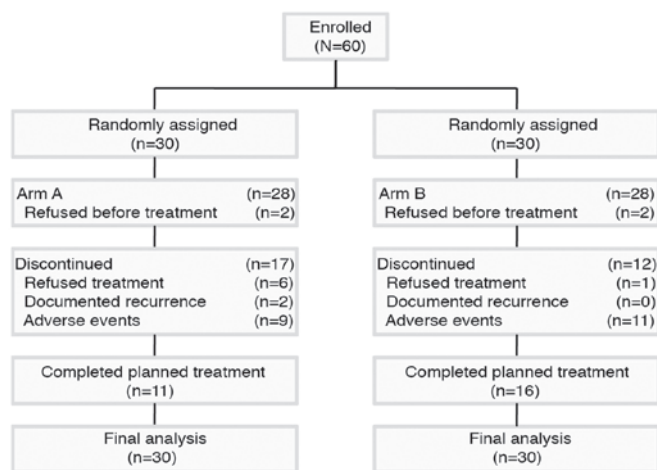 Enrolled
(N=60)
Randomly assigned
(n=30)
Arm A (n=28)
Refused before treatment (n=2)
Discontinued (n=17)
Refused treatment (n=6)
Documented recurrence (n=2)
Adverse events (n=9)
Completed planned treatment
(n=11)
Final analysis
(n=30)
Randomly assigned
(n=30)
Arm B (n=28)
Refused before treatment (n=2)
Discontinued (n=12)
Refused treatment (n=1)
Documented recurrence (n=0)
Adverse events (n=11)
Completed planned treatment
(n=16)
Final analysis
(n=30)